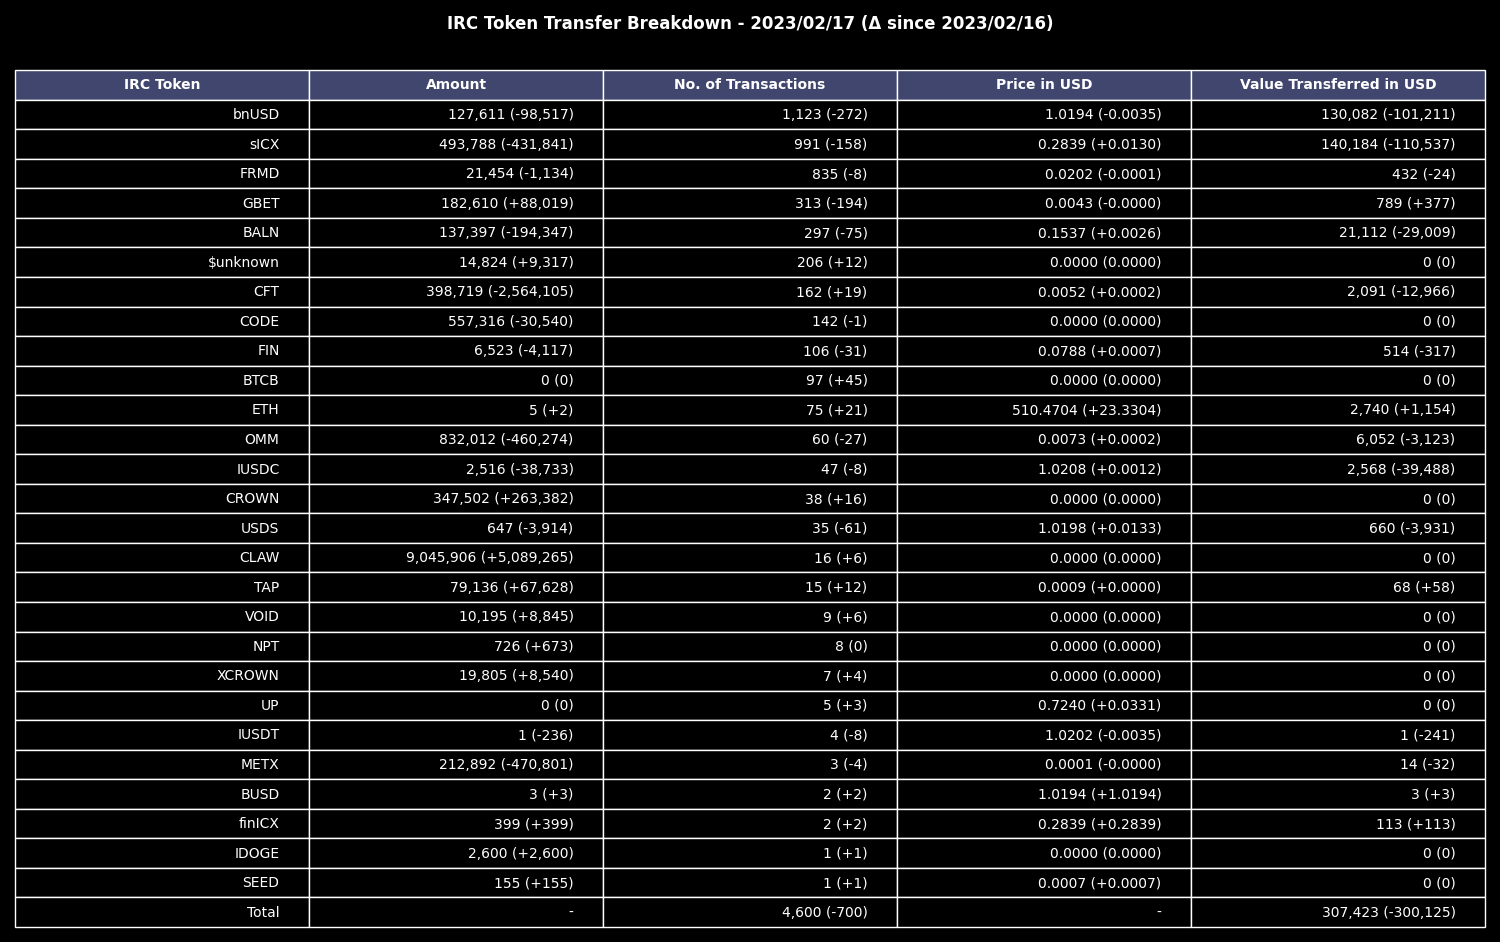 IRC Token Transfer Breakdown - 2023/02/17 (Δ since 2023/02/16)
IRC Token Amount No. of Transactions Price in USD Value Transferred in USD
bnUSD 127,611 (-98,517) 1,123 (-272) 1.0194 (-0.0035) 130,082 (-101,211)
sICX 493,788 (-431,841) 991 (-158) 0.2839 (+0.0130) 140,184 (-110,537)
FRMD 21,454 (-1,134) 835 (-8) 0.0202 (-0.0001) 432 (-24)
GBET 182,610 (+88,019) 313 (-194) 0.0043 (-0.0000) 789 (+377)
BALN 137,397 (-194,347) 297 (-75) 0.1537 (+0.0026) 21,112 (-29,009)
$unknown 14,824 (+9,317) 206 (+12) 0.0000 (0.0000) 0 (0)
CFT 398,719 (-2,564,105) 162 (+19) 0.0052 (+0.0002) 2,091 (-12,966)
CODE 557,316 (-30,540) 142 (-1) 0.0000 (0.0000) 0 (0)
FIN 6,523 (-4,117) 106 (-31) 0.0788 (+0.0007) 514 (-317)
BTCB 0 (0) 97 (+45) 0.0000 (0.0000) 0 (0)
ETH 5 (+2) 75 (+21) 510.4704 (+23.3304) 2,740 (+1,154)
OMM 832,012 (-460,274) 60 (-27) 0.0073 (+0.0002) 6,052 (-3,123)
IUSDC 2,516 (-38,733) 47 (-8) 1.0208 (+0.0012) 2,568 (-39,488)
CROWN 347,502 (+263,382) 38 (+16) 0.0000 (0.0000) 0 (0)
USDS 647 (-3,914) 35 (-61) 1.0198 (+0.0133) 660 (-3,931)
CLAW 9,045,906 (+5,089,265) 16 (+6) 0.0000 (0.0000) 0 (0)
TAP 79,136 (+67,628) 15 (+12) 0.0009 (+0.0000) 68 (+58)
VOID 10,195 (+8,845) 9 (+6) 0.0000 (0.0000) 0 (0)
NPT 726 (+673) 8 (0) 0.0000 (0.0000) 0 (0)
XCROWN 19,805 (+8,540) 7 (+4) 0.0000 (0.0000) 0 (0)
UP 0 (0) 5 (+3) 0.7240 (+0.0331) 0 (0)
IUSDT 1 (-236) 4 (-8) 1.0202 (-0.0035) 1 (-241)
METX 212,892 (-470,801) 3 (-4) 0.0001 (-0.0000) 14 (-32)
BUSD 3 (+3) 2 (+2) 1.0194 (+1.0194) 3 (+3)
finICX 399 (+399) 2 (+2) 0.2839 (+0.2839) 113 (+113)
IDOGE 2,600 (+2,600) 1 (+1) 0.0000 (0.0000) 0 (0)
SEED 155 (+155) 1 (+1) 0.0007 (+0.0007) 0 (0)
Total - 4,600 (-700) - 307,423 (-300,125)